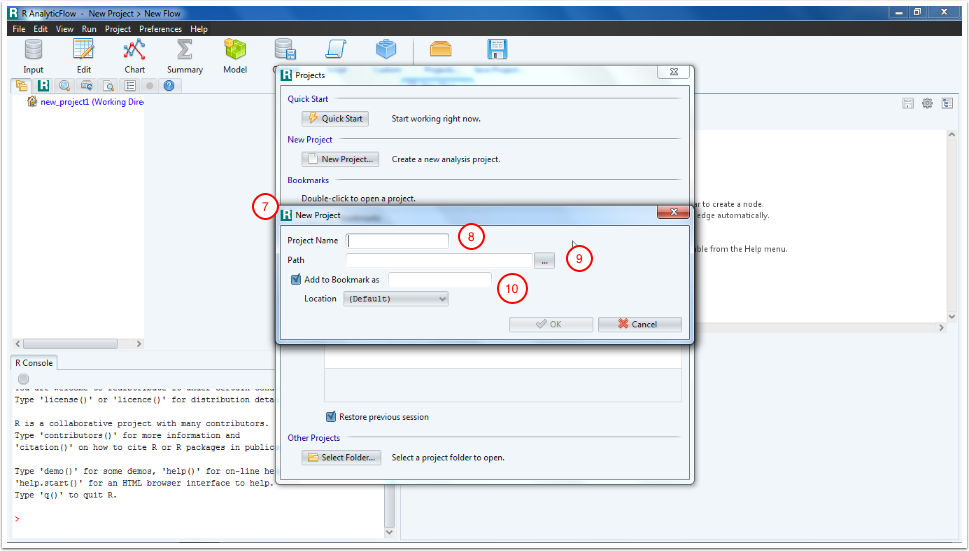 R AnalyticFlow - New Project > New Flow
File Edit View Run Project Preferences Help
Input Edit Chart Summary Model
Projects
new_project1 (Working Dire
Quick Start
Quick Start Start working right now.
New Project
New Project... Create a new analysis project.
Bookmarks
Double-click to open a project.
ar to create a node.
edge automatically.
ible from the Help menu.
7
New Project
Project Name
8
Path
...
9
Add to Bookmark as
10
Location (Default)
OK Cancel
R Console
Type 'license()' or 'licence()' for distribution deta
R is a collaborative project with many contributors.
Type 'contributors()' for more information and
'citation()' on how to cite R or R packages in public
Type 'demo()' for some demos, 'help()' for on-line he
'help.start()' for an HTML browser interface to help.
Type 'q()' to quit R.
>
Restore previous session
Other Projects
Select Folder... Select a project folder to open.